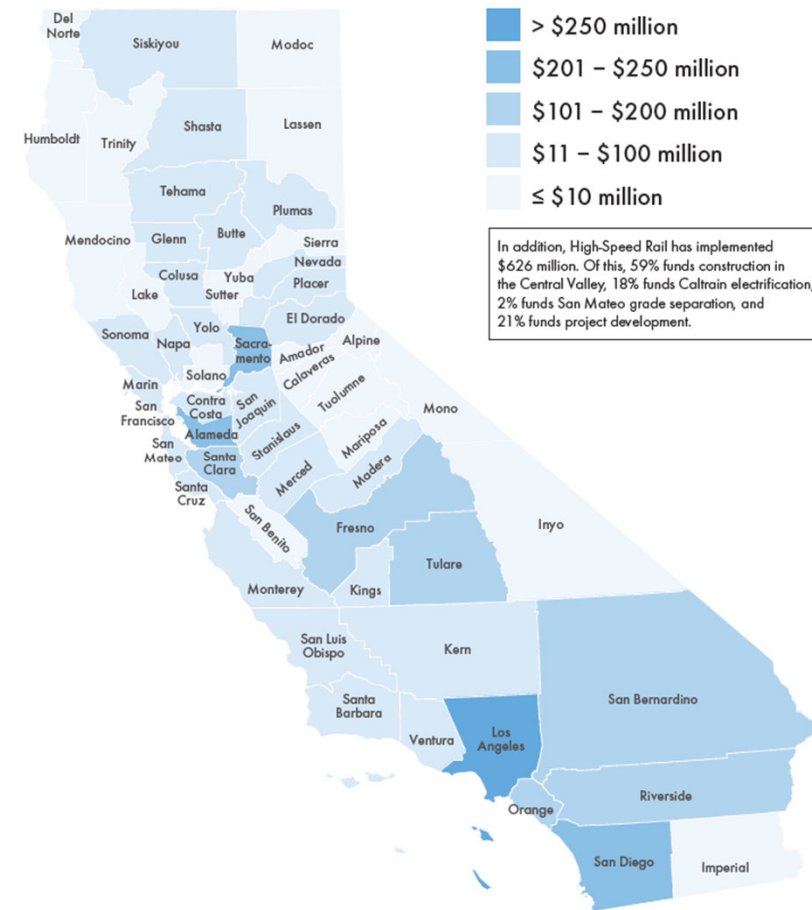 > $250 million
$201 – $250 million
$101 – $200 million
$11 – $100 million
≤ $10 million
In addition, High-Speed Rail has implemented
$626 million. Of this, 59% funds construction in
the Central Valley, 18% funds Caltrain electrification,
2% funds San Mateo grade separation, and
21% funds project development.
Del
Norte
Siskiyou
Modoc
Humboldt
Trinity
Shasta
Lassen
Tehama
Plumas
Mendocino
Glenn
Butte
Sierra
Nevada
Colusa
Yuba
Placer
Lake
Sutter
El Dorado
Sonoma
Napa
Yolo
Sacra-
mento
Amador
Alpine
Solano
Calaveras
Marin
Contra
Costa
San
Joaquin
Tuolumne
Mono
San
Francisco
Alameda
Stanislaus
Mariposa
San
Mateo
Santa
Clara
Merced
Madera
Santa
Cruz
San Benito
Fresno
Inyo
Tulare
Monterey
Kings
San Luis
Obispo
Kern
Santa
Barbara
San Bernardino
Ventura
Los
Angeles
Orange
Riverside
San Diego
Imperial